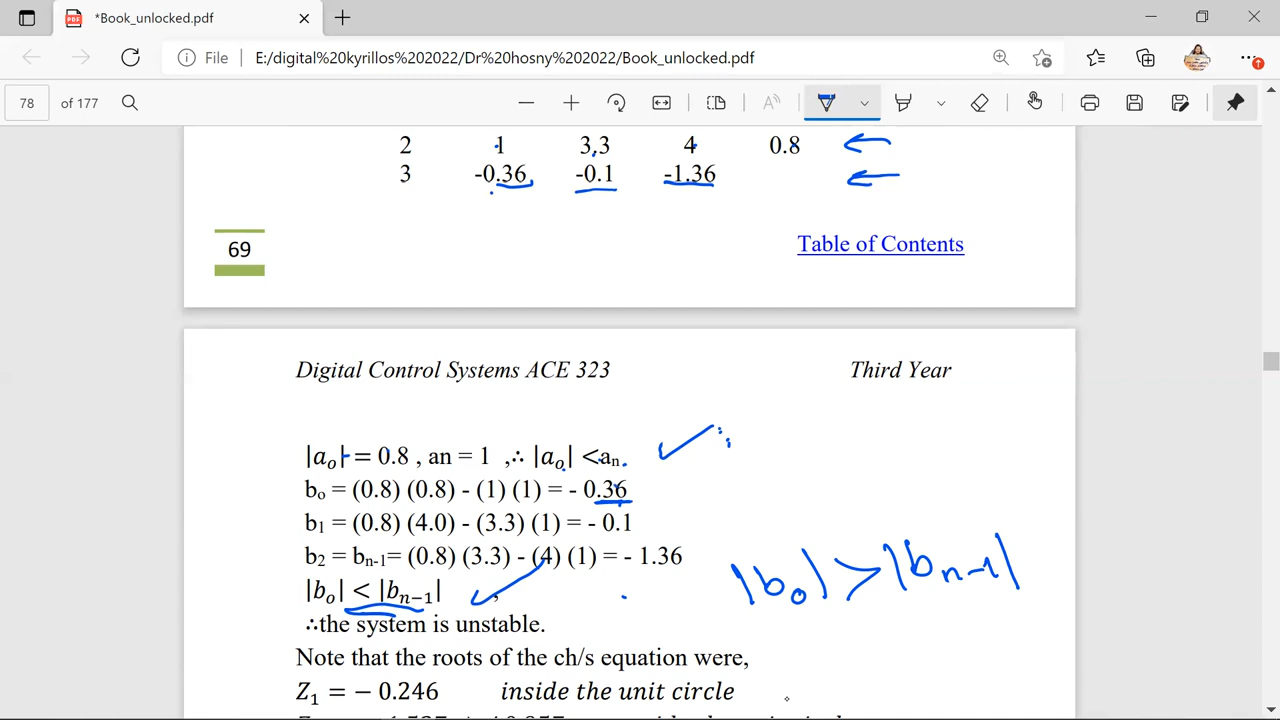 *Book_unlocked.pdf
File E:/digital%20kyrillos%202022/Dr%20hosny%202022/Book_unlocked.pdf
78 of 177
2 1 3.3 4 0.8
3 -0.36 -0.1 -1.36
69
Table of Contents
Digital Control Systems ACE 323 Third Year
|a₀| = 0.8 , an = 1 ,∴ |a₀| <aₙ
b₀ = (0.8) (0.8) - (1) (1) = - 0.36
b₁ = (0.8) (4.0) - (3.3) (1) = - 0.1
b₂ = bₙ₋₁= (0.8) (3.3) - (4) (1) = - 1.36
|b₀| > |bₙ₋₁|
|b₀| < |bₙ₋₁| ,
∴the system is unstable.
Note that the roots of the ch/s equation were,
Z₁ = − 0.246 inside the unit circle